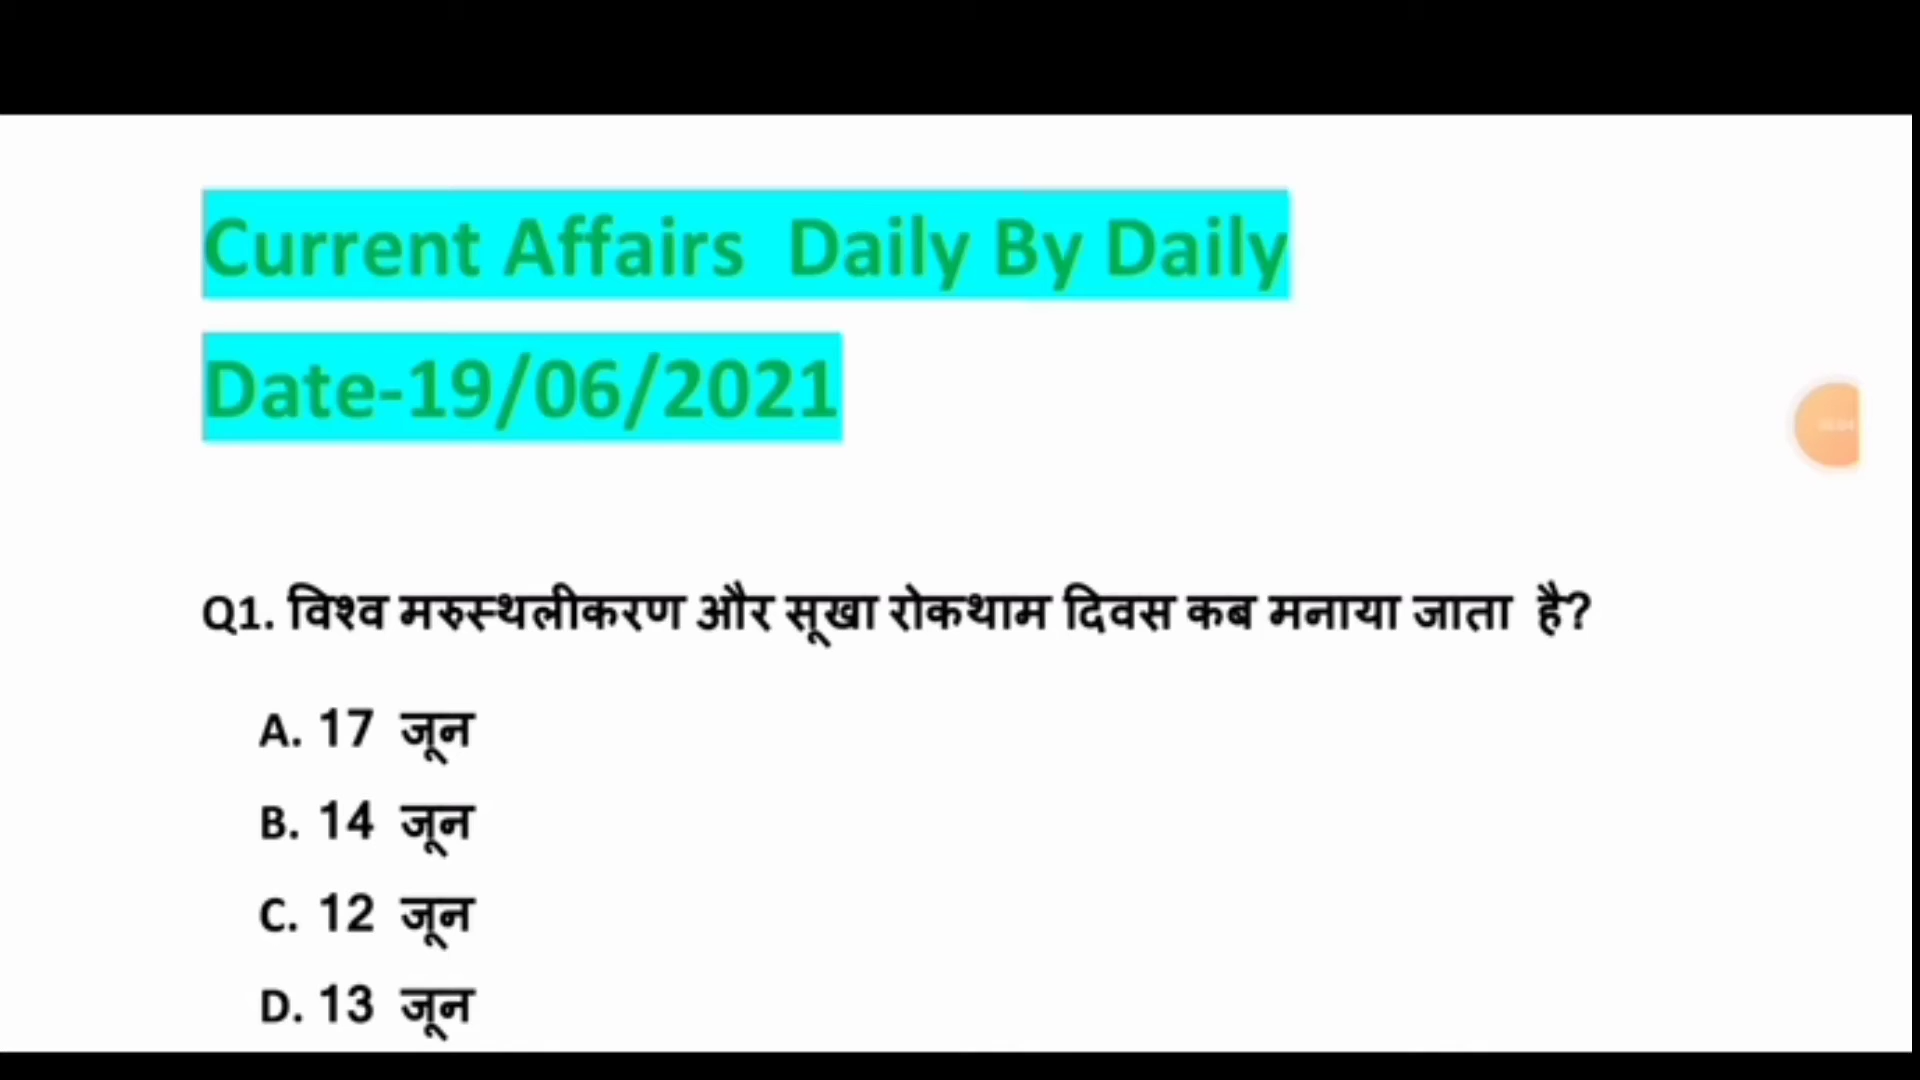 Current Affairs  Daily By Daily
Date-19/06/2021
Q1. विश्व मरुस्थलीकरण और सूखा रोकथाम दिवस कब मनाया जाता  है?
A. 17  जून
B. 14  जून
C. 12  जून
D. 13  जून